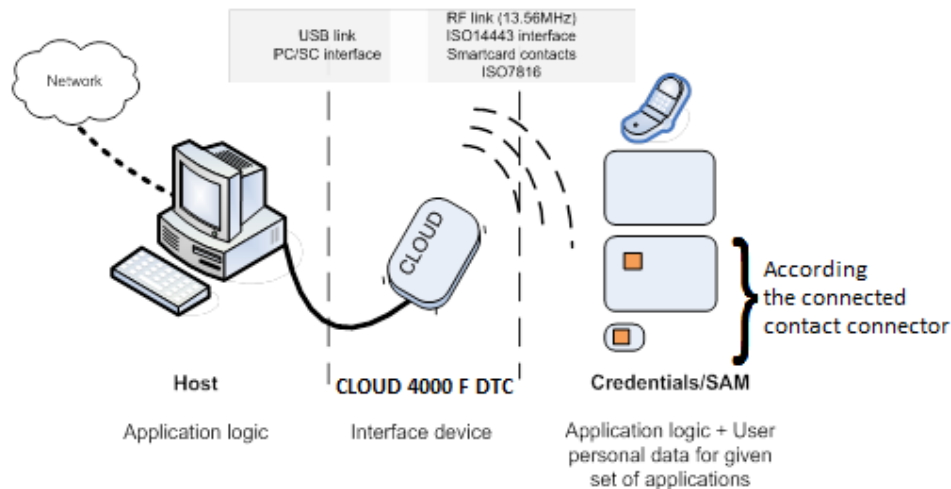 USB link
PC/SC interface
RF link (13.56MHz)
ISO14443 interface
Smartcard contacts
ISO7816
Network
CLOUD
According
the connected
contact connector
Host
CLOUD 4000 F DTC
Credentials/SAM
Application logic
Interface device
Application logic + User
personal data for given
set of applications